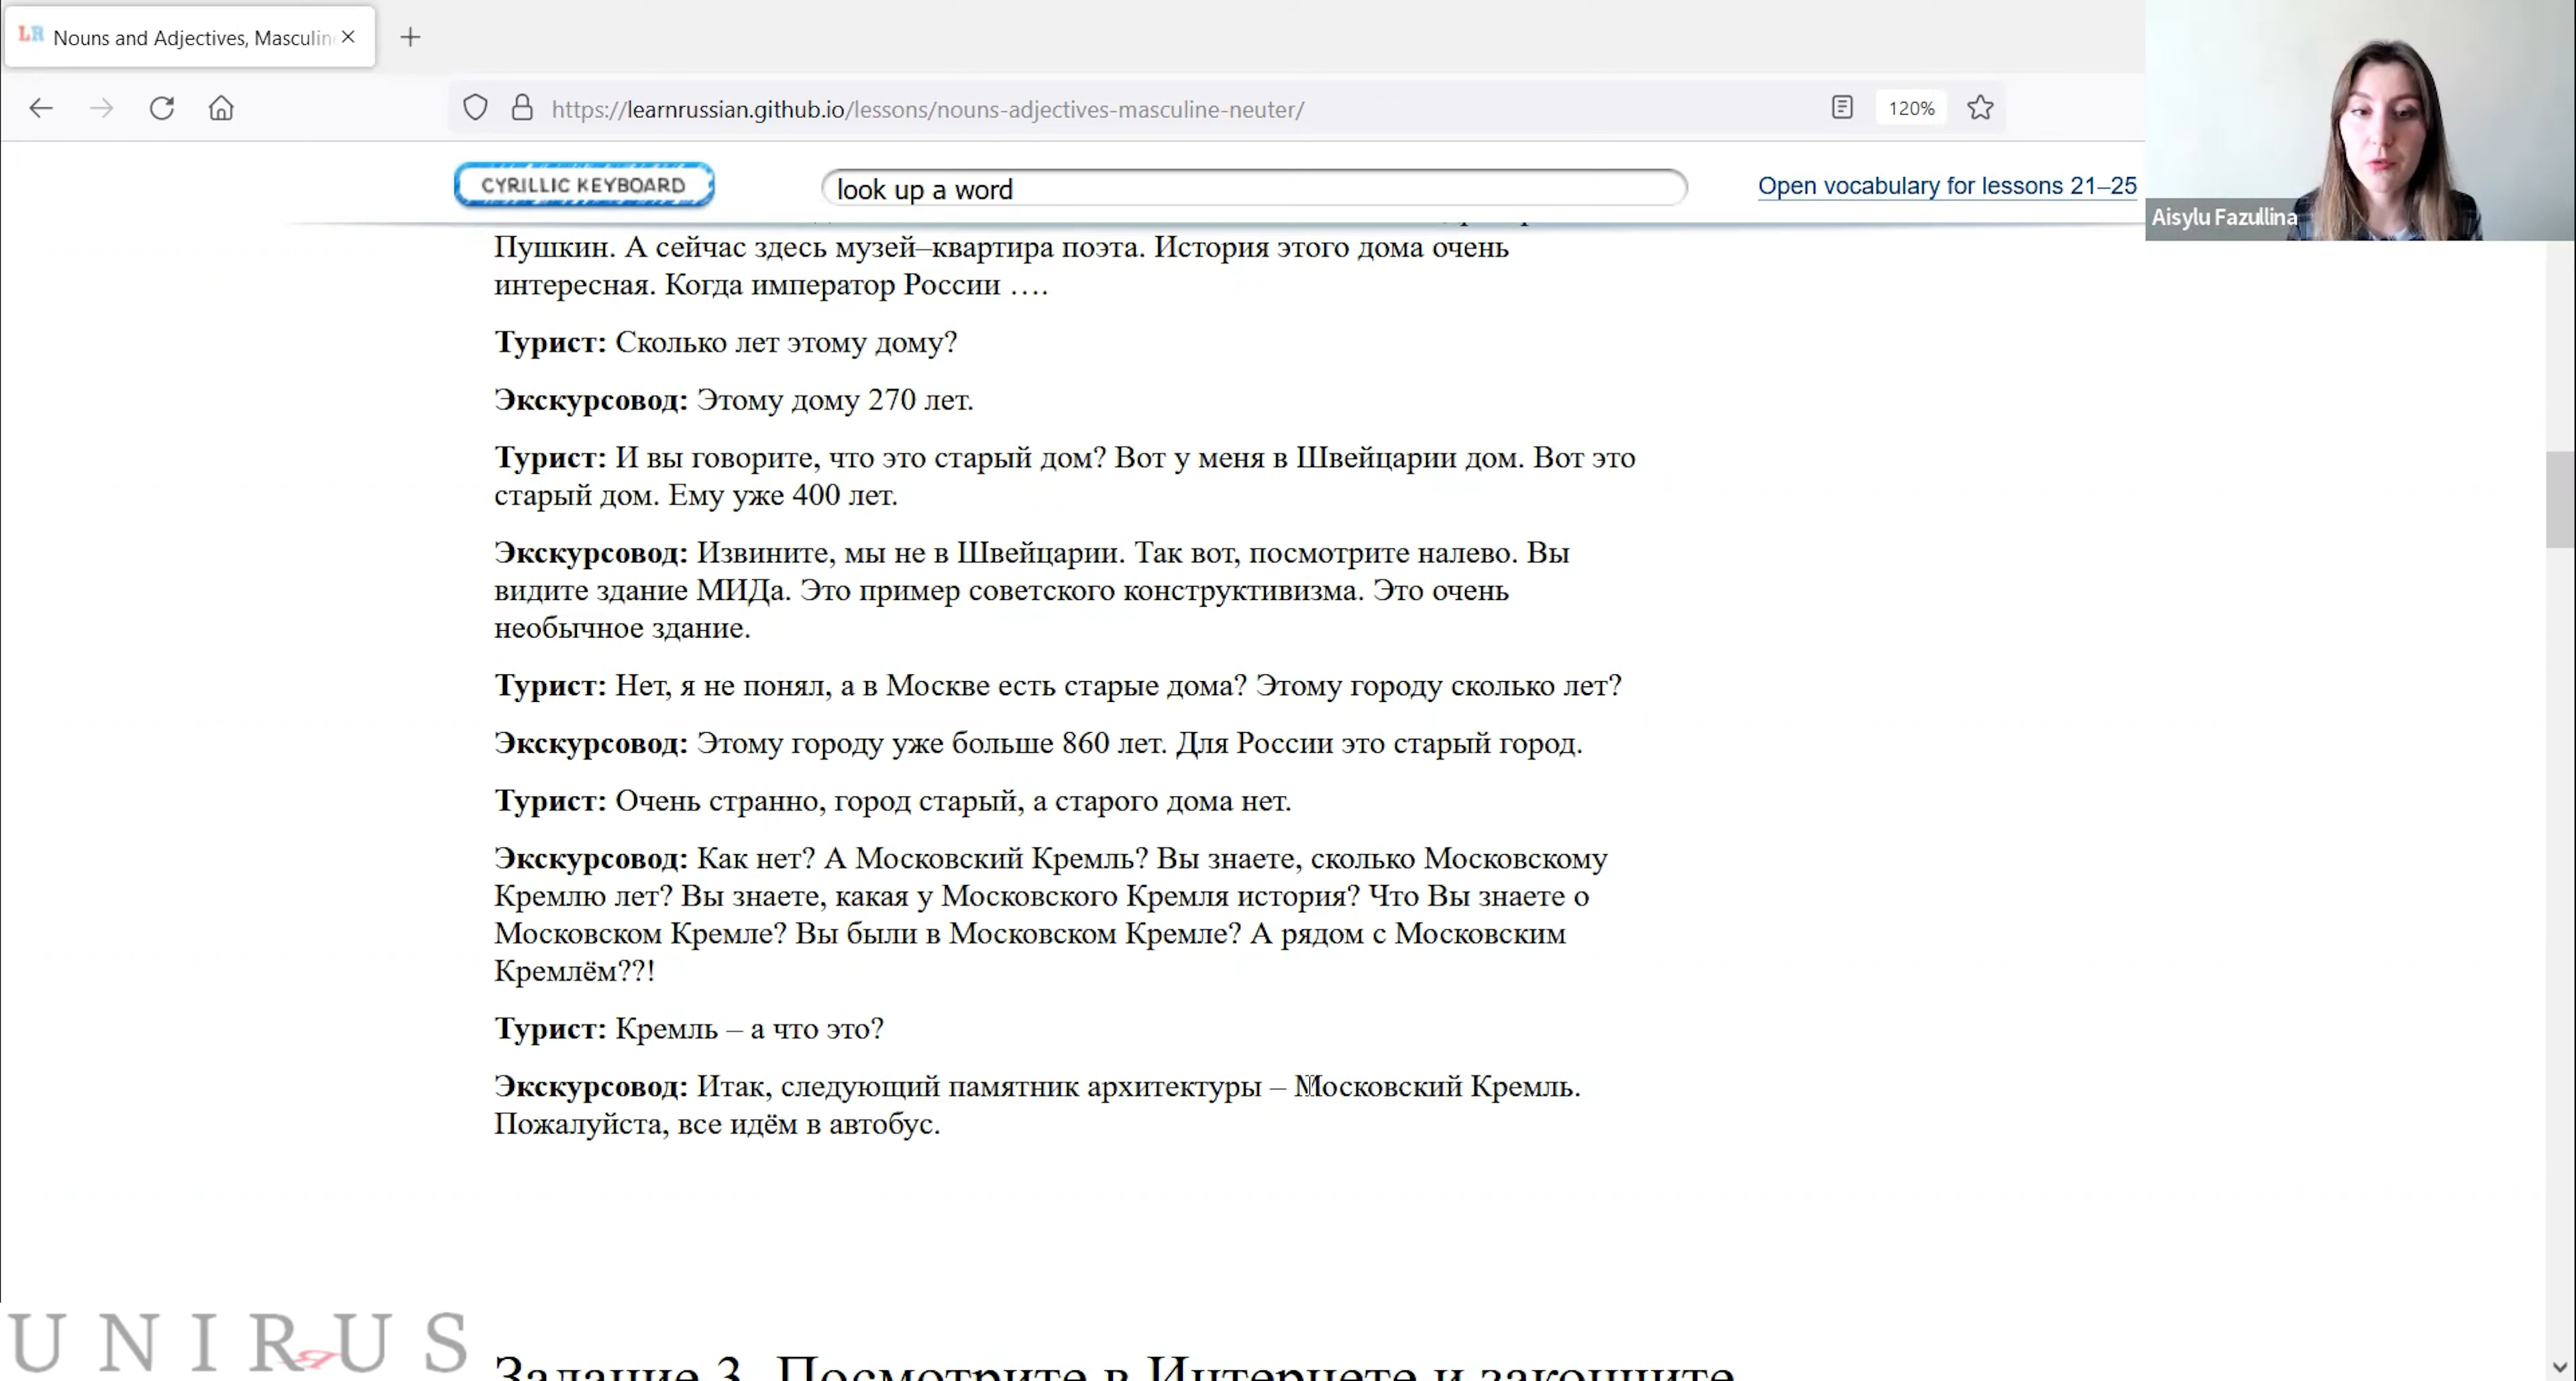 LR Nouns and Adjectives, Masculin
https://learnrussian.github.io/lessons/nouns-adjectives-masculine-neuter/
120%
CYRILLIC KEYBOARD
look up a word
Open vocabulary for lessons 21–25
Aisylu Fazullina
Пушкин. А сейчас здесь музей–квартира поэта. История этого дома очень
интересная. Когда император России ….
Турист: Сколько лет этому дому?
Экскурсовод: Этому дому 270 лет.
Турист: И вы говорите, что это старый дом? Вот у меня в Швейцарии дом. Вот это
старый дом. Ему уже 400 лет.
Экскурсовод: Извините, мы не в Швейцарии. Так вот, посмотрите налево. Вы
видите здание МИДа. Это пример советского конструктивизма. Это очень
необычное здание.
Турист: Нет, я не понял, а в Москве есть старые дома? Этому городу сколько лет?
Экскурсовод: Этому городу уже больше 860 лет. Для России это старый город.
Турист: Очень странно, город старый, а старого дома нет.
Экскурсовод: Как нет? А Московский Кремль? Вы знаете, сколько Московскому
Кремлю лет? Вы знаете, какая у Московского Кремля история? Что Вы знаете о
Московском Кремле? Вы были в Московском Кремле? А рядом с Московским
Кремлём??!
Турист: Кремль – а что это?
Экскурсовод: Итак, следующий памятник архитектуры – Московский Кремль.
Пожалуйста, все идём в автобус.
UNIRUS
Задание 3. Посмотрите в Интернете и закончите